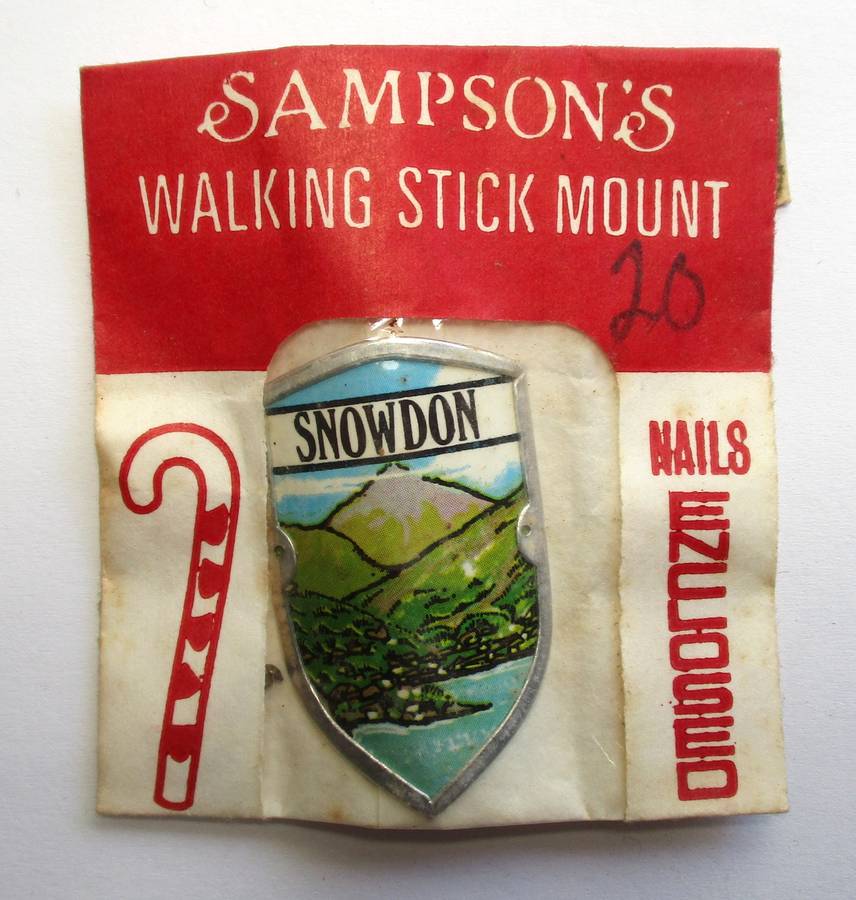 SAMPSON'S
WALKING STICK MOUNT
20
SNOWDON
NAILS
ENCLOSED